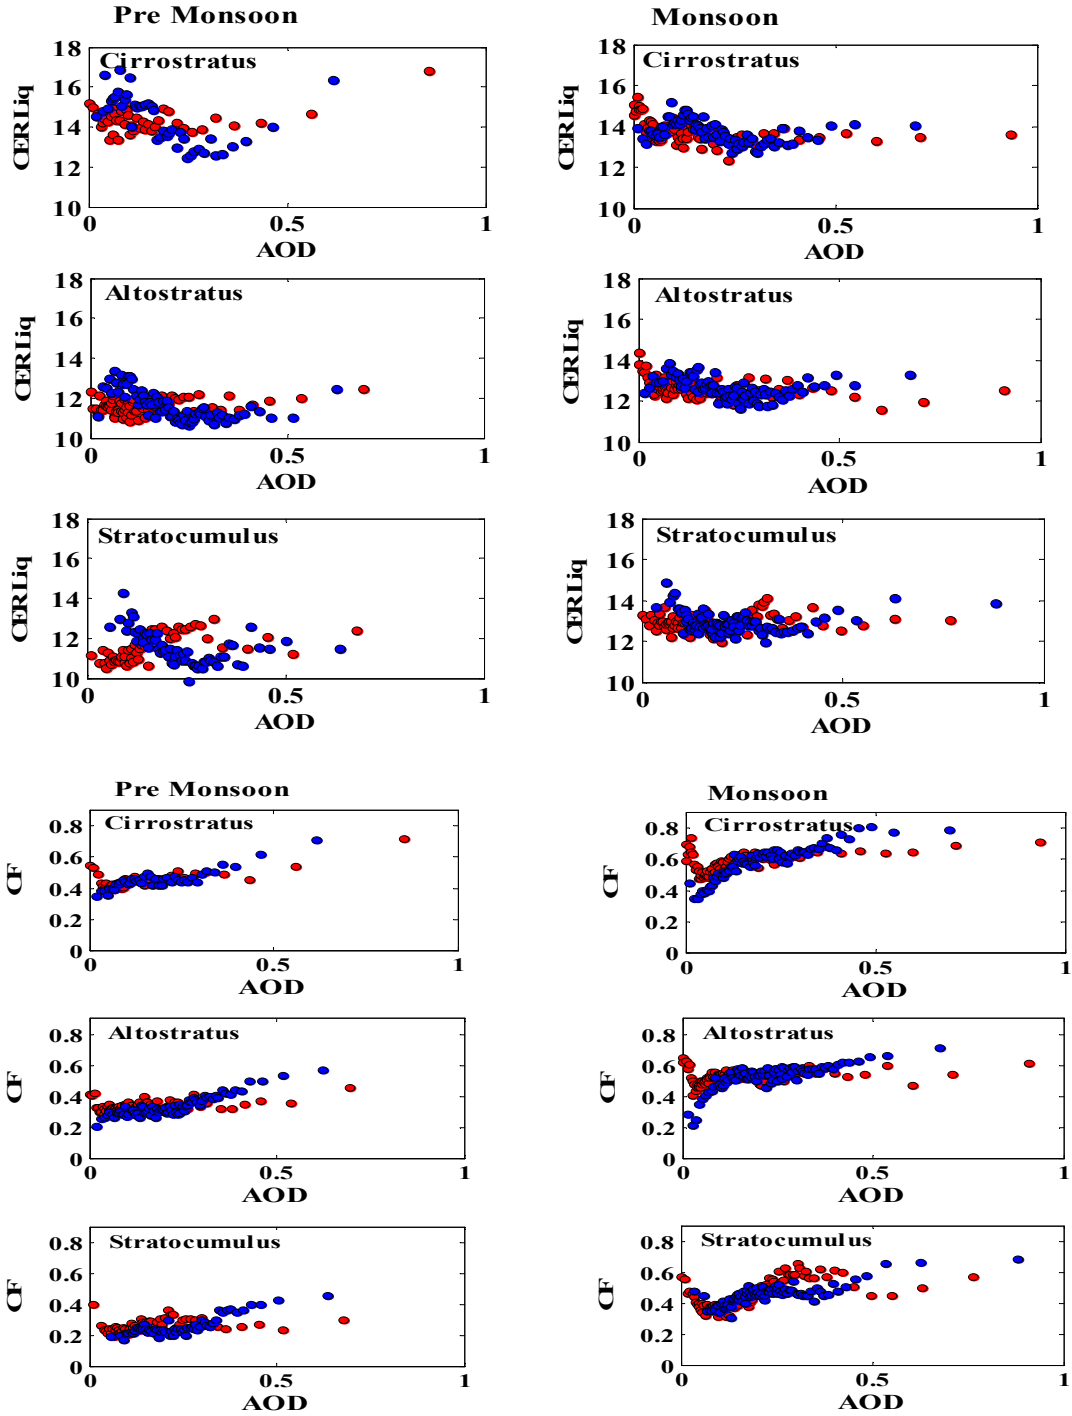 Pre Monsoon
Monsoon
18
Cirrostratus
16
14
12
10
CERLiq
0
0.5
1
AOD
18
Cirrostratus
16
14
12
10
CERLiq
0
0.5
1
AOD
18
Altostratus
16
14
12
10
CERLiq
0
0.5
1
AOD
18
Altostratus
16
14
12
10
CERLiq
0
0.5
1
AOD
18
Stratocumulus
16
14
12
10
CERLiq
0
0.5
1
AOD
18
Stratocumulus
16
14
12
10
CERLiq
0
0.5
1
AOD
Pre Monsoon
Monsoon
Cirrostratus
0.8
0.6
0.4
0.2
0
CF
0
0.5
1
AOD
Cirrostratus
0.8
0.6
0.4
0.2
0
CF
0
0.5
1
AOD
Altostratus
0.8
0.6
0.4
0.2
0
CF
0
0.5
1
AOD
Altostratus
0.8
0.6
0.4
0.2
0
CF
0
0.5
1
AOD
Stratocumulus
0.8
0.6
0.4
0.2
0
CF
0
0.5
1
AOD
Stratocumulus
0.8
0.6
0.4
0.2
0
CF
0
0.5
1
AOD